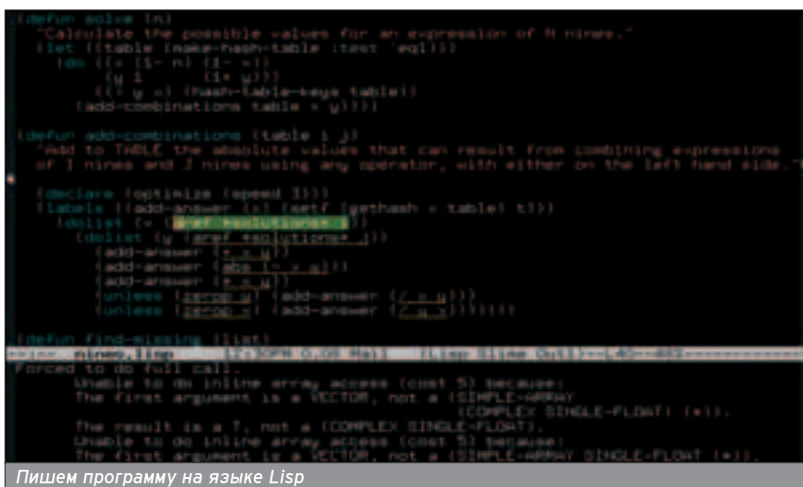 (defun solve (n)
"Calculate the possible values for an expression of N nines."
(let ((table (make-hash-table :test 'eql)))
(do ((x (1- n) (1- x))
(y 1 (1+ y)))
((> y x) (hash-table-keys table))
(add-combinations table x y))))
(defun add-combinations (table i j)
"Add to TABLE the absolute values that can result from combining expressions
of I nines and J nines using any operator, with either on the left hand side."
(declare (optimize (speed 3)))
(labels ((add-answer (x) (setf (gethash x table) t)))
(dolist (x (aref *solutions* i))
(dolist (y (aref *solutions* j))
(add-answer (+ x y))
(add-answer (abs (- x y)))
(add-answer (* x y))
(unless (zerop y) (add-answer (/ x y)))
(unless (zerop x) (add-answer (/ y x)))))))
(defun find-missing (list)
nines.lisp 12:30PM 0.08 Mail (Lisp Slime Outl)--L40--48%
Forced to do full call.
Unable to do inline array access (cost 5) because:
The first argument is a VECTOR, not a (SIMPLE-ARRAY
(COMPLEX SINGLE-FLOAT) (*)).
The result is a T, not a (COMPLEX SINGLE-FLOAT).
Unable to do inline array access (cost 5) because:
The first argument is a VECTOR, not a (SIMPLE-ARRAY SINGLE-FLOAT (*)).
Пишем программу на языке Lisp